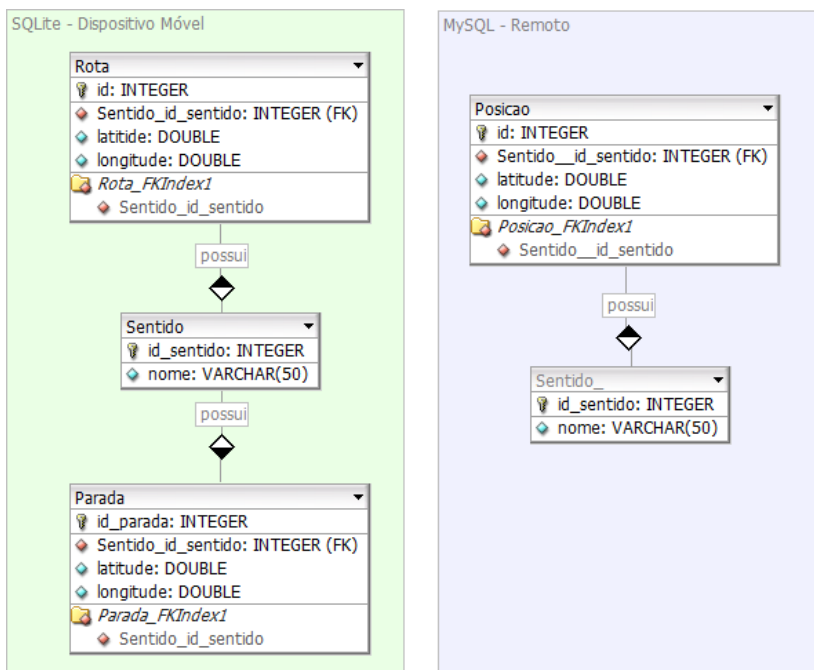 SQLite - Dispositivo Móvel
Rota
id: INTEGER
Sentido_id_sentido: INTEGER (FK)
latitide: DOUBLE
longitude: DOUBLE
Rota_FKIndex1
Sentido_id_sentido
possui
Sentido
id_sentido: INTEGER
nome: VARCHAR(50)
possui
Parada
id_parada: INTEGER
Sentido_id_sentido: INTEGER (FK)
latitude: DOUBLE
longitude: DOUBLE
Parada_FKIndex1
Sentido_id_sentido
MySQL - Remoto
Posicao
id: INTEGER
Sentido__id_sentido: INTEGER (FK)
latitude: DOUBLE
longitude: DOUBLE
Posicao_FKIndex1
Sentido__id_sentido
possui
Sentido_
id_sentido: INTEGER
nome: VARCHAR(50)